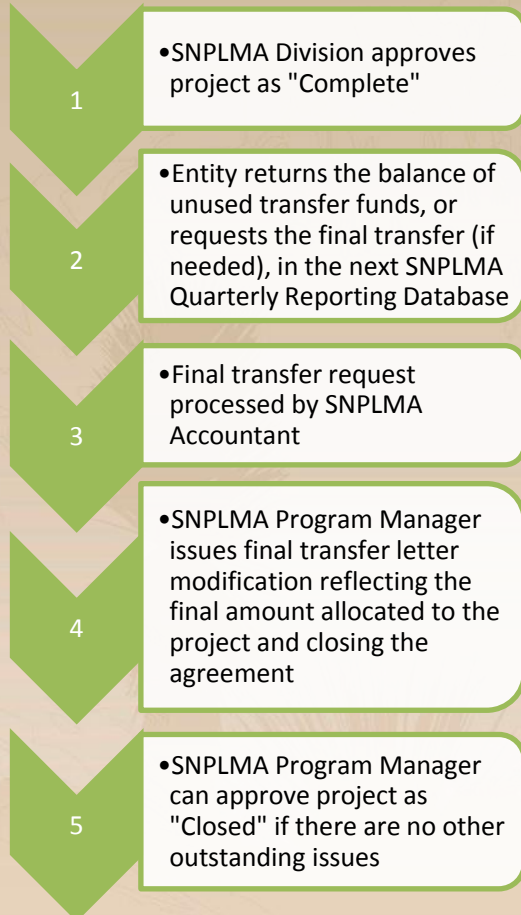 1
•SNPLMA Division approves
project as "Complete"
2
•Entity returns the balance of
unused transfer funds, or
requests the final transfer (if
needed), in the next SNPLMA
Quarterly Reporting Database
3
•Final transfer request
processed by SNPLMA
Accountant
4
•SNPLMA Program Manager
issues final transfer letter
modification reflecting the
final amount allocated to the
project and closing the
agreement
5
•SNPLMA Program Manager
can approve project as
"Closed" if there are no other
outstanding issues